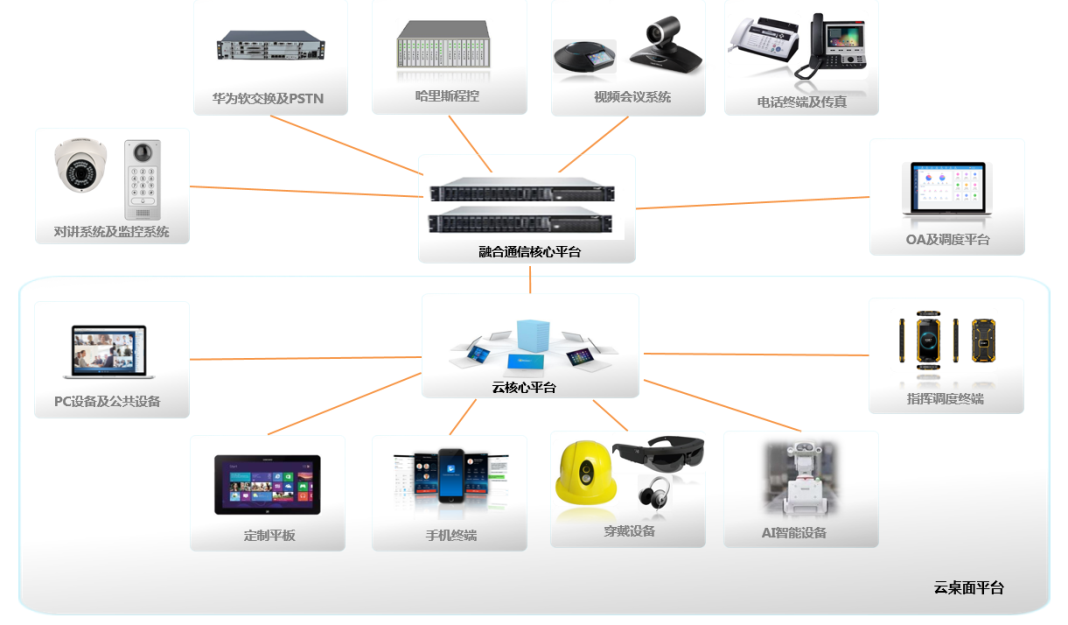 华为软交换及PSTN
哈里斯程控
视频会议系统
电话终端及传真
对讲系统及监控系统
融合通信核心平台
OA及调度平台
PC设备及公共设备
云核心平台
指挥调度终端
定制平板
手机终端
穿戴设备
AI智能设备
云桌面平台